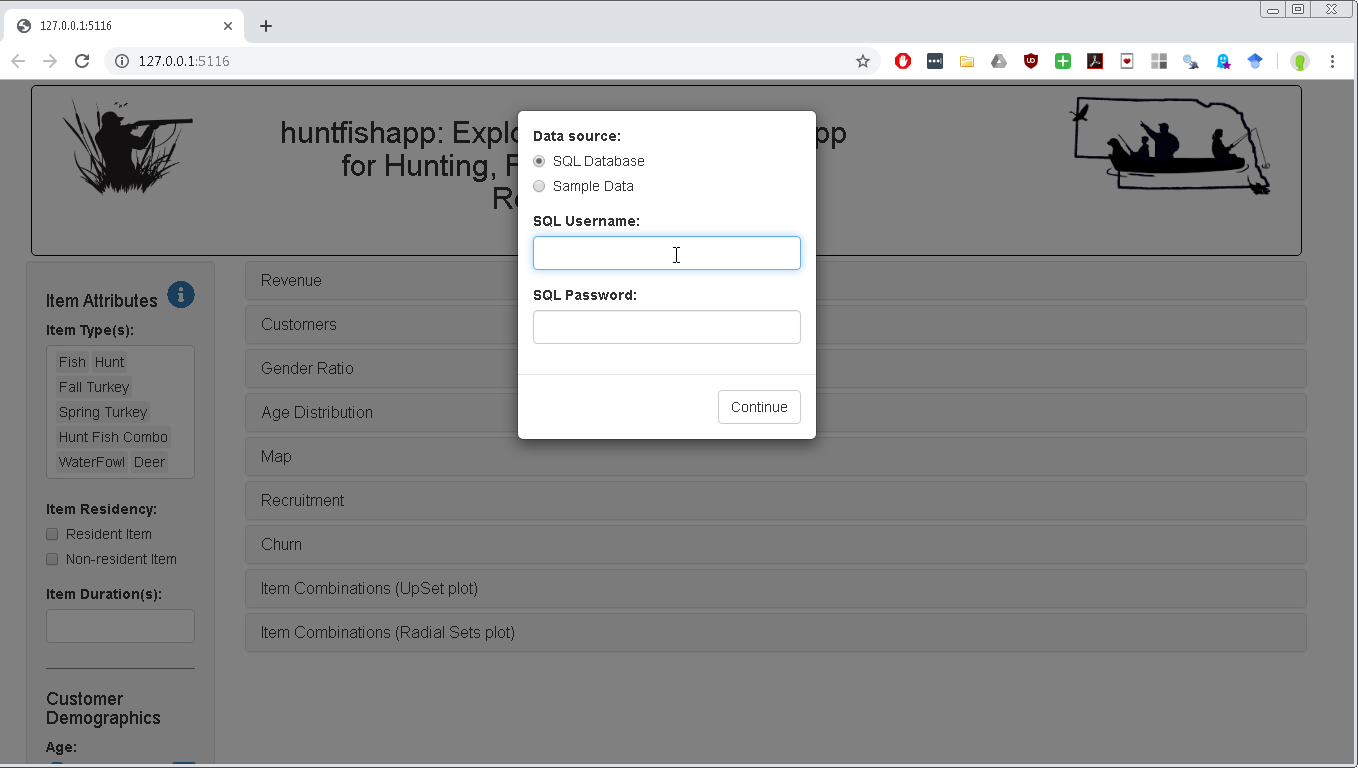 127.0.0.1:5116
127.0.0.1:5116
huntfishapp: Explo pp
for Hunting, F
Re
Data source:
SQL Database
Sample Data
SQL Username:
SQL Password:
Continue
Item Attributes
Item Type(s):
Fish Hunt
Fall Turkey
Spring Turkey
Hunt Fish Combo
WaterFowl Deer
Item Residency:
Resident Item
Non-resident Item
Item Duration(s):
Customer
Demographics
Age:
Revenue
Customers
Gender Ratio
Age Distribution
Map
Recruitment
Churn
Item Combinations (UpSet plot)
Item Combinations (Radial Sets plot)